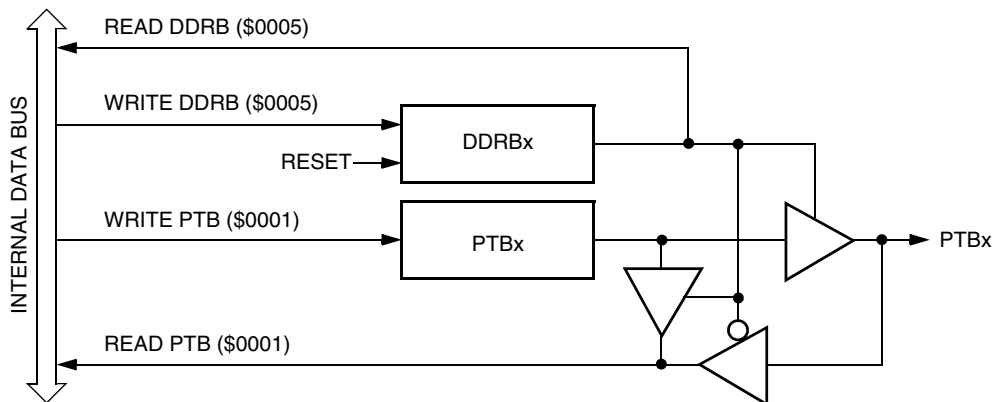 READ DDRB ($0005)
WRITE DDRB ($0005)
DDRBx
RESET
WRITE PTB ($0001)
PTBx
PTBx
READ PTB ($0001)
INTERNAL DATA BUS